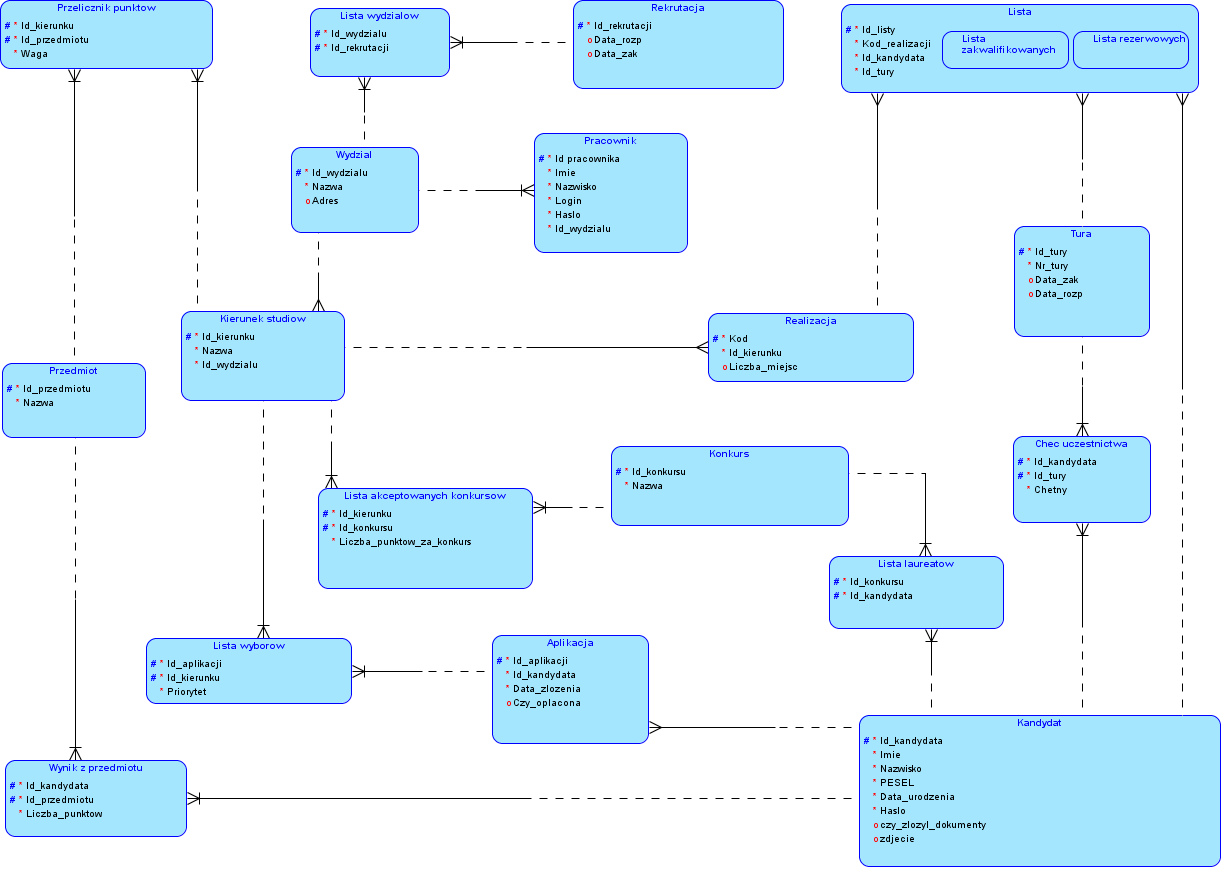 Przelicznik punktow
# * Id_kierunku
# * Id_przedmiotu
* Waga
Lista wydzialow
# * Id_wydzialu
# * Id_rekrutacji
Rekrutacja
# * Id_rekrutacji
o Data_rozp
o Data_zak
Lista
# * Id_listy
* Kod_realizacji
* Id_kandydata
* Id_tury
Lista
zakwalifikowanych
Lista rezerwowych
Wydzial
# * Id_wydzialu
* Nazwa
o Adres
Pracownik
# * Id pracownika
* Imie
* Nazwisko
* Login
* Haslo
* Id_wydzialu
Tura
# * Id_tury
* Nr_tury
o Data_zak
o Data_rozp
Kierunek studiow
# * Id_kierunku
* Nazwa
* Id_wydzialu
Realizacja
# * Kod
* Id_kierunku
o Liczba_miejsc
Przedmiot
# * Id_przedmiotu
* Nazwa
Chec uczestnictwa
# * Id_kandydata
# * Id_tury
* Chetny
Konkurs
# * Id_konkursu
* Nazwa
Lista akceptowanych konkursow
# * Id_kierunku
# * Id_konkursu
* Liczba_punktow_za_konkurs
Lista laureatow
# * Id_konkursu
# * Id_kandydata
Lista wyborow
# * Id_aplikacji
# * Id_kierunku
* Priorytet
Aplikacja
# * Id_aplikacji
* Id_kandydata
* Data_zlozenia
o Czy_oplacona
Kandydat
# * Id_kandydata
* Imie
* Nazwisko
* PESEL
* Data_urodzenia
* Haslo
o czy_zlozyl_dokumenty
o zdjecie
Wynik z przedmiotu
# * Id_kandydata
# * Id_przedmiotu
* Liczba_punktow